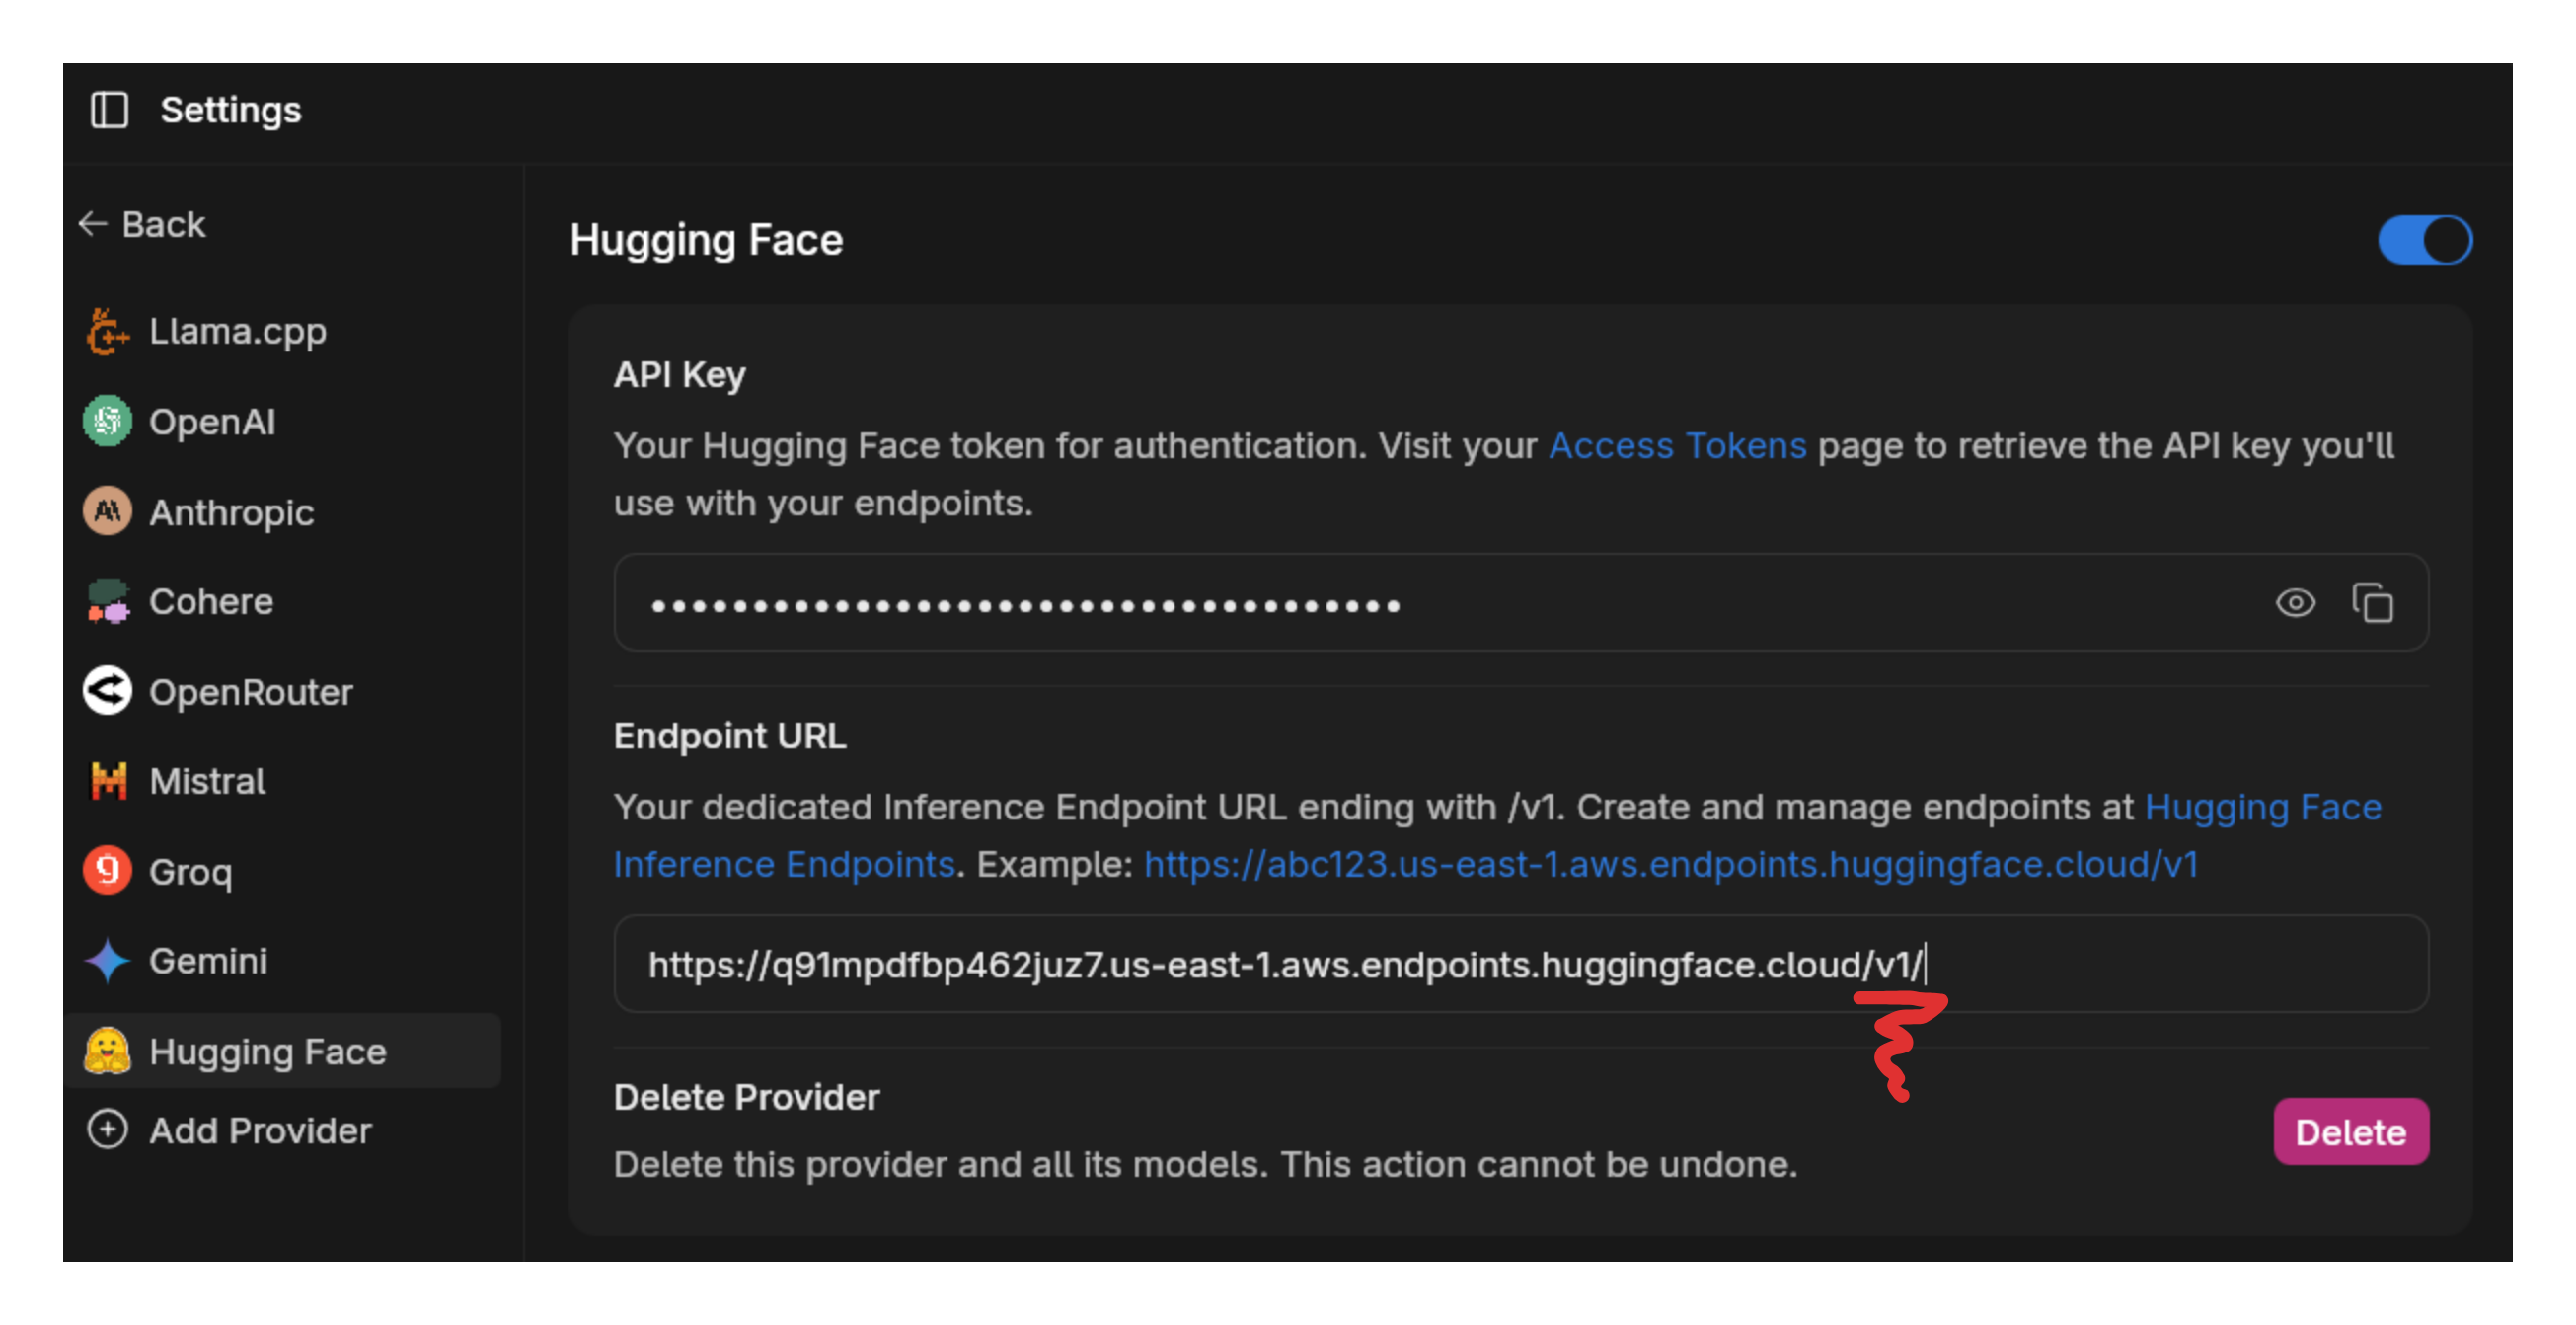 Settings
Back
Llama.cpp
OpenAI
Anthropic
Cohere
OpenRouter
Mistral
Groq
Gemini
Hugging Face
Add Provider
Hugging Face
API Key
Your Hugging Face token for authentication. Visit your Access Tokens page to retrieve the API key you'll
use with your endpoints.
Endpoint URL
Your dedicated Inference Endpoint URL ending with /v1. Create and manage endpoints at Hugging Face
Inference Endpoints. Example: https://abc123.us-east-1.aws.endpoints.huggingface.cloud/v1
https://q91mpdfbp462juz7.us-east-1.aws.endpoints.huggingface.cloud/v1/
Delete Provider
Delete this provider and all its models. This action cannot be undone.
Delete